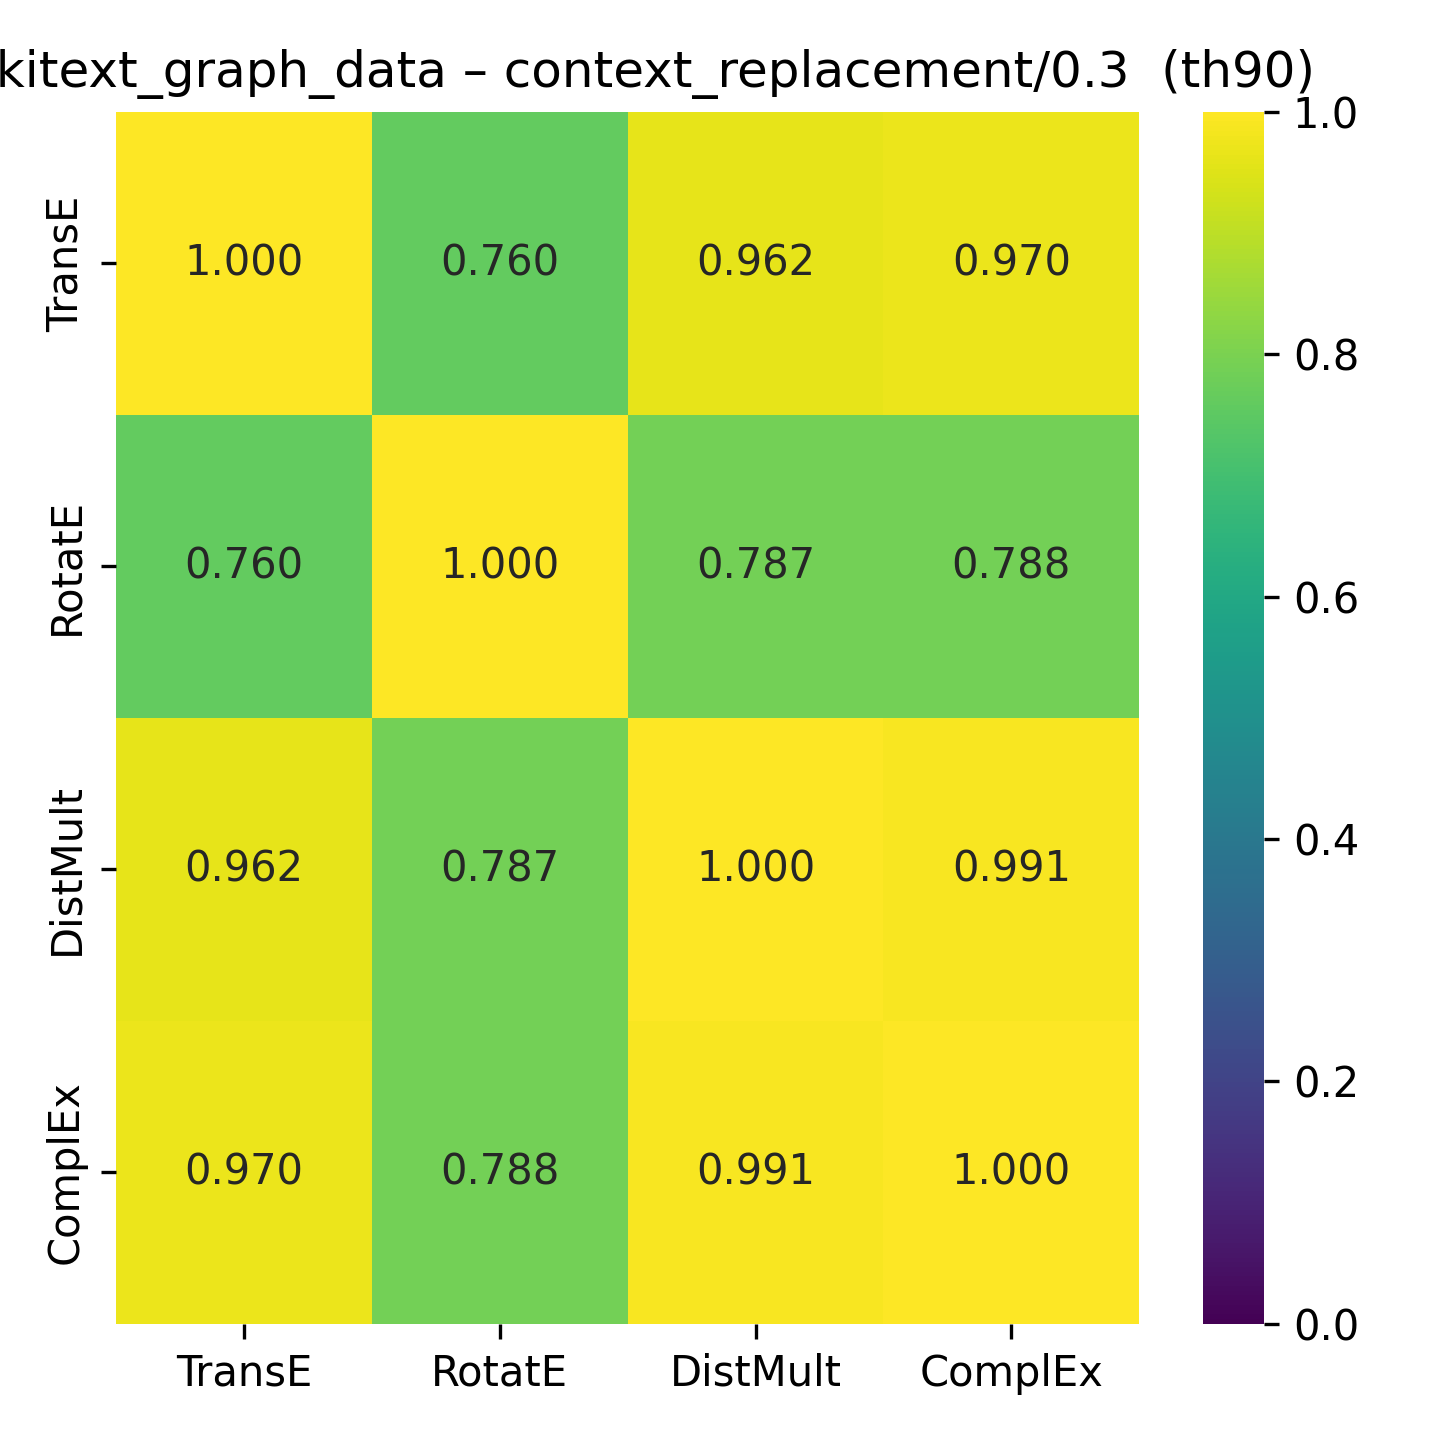 kitext_graph_data – context_replacement/0.3 (th90)
TransE 1.000 0.760 0.962 0.970
RotatE 0.760 1.000 0.787 0.788
DistMult 0.962 0.787 1.000 0.991
ComplEx 0.970 0.788 0.991 1.000
TransE RotatE DistMult ComplEx
1.0
0.8
0.6
0.4
0.2
0.0